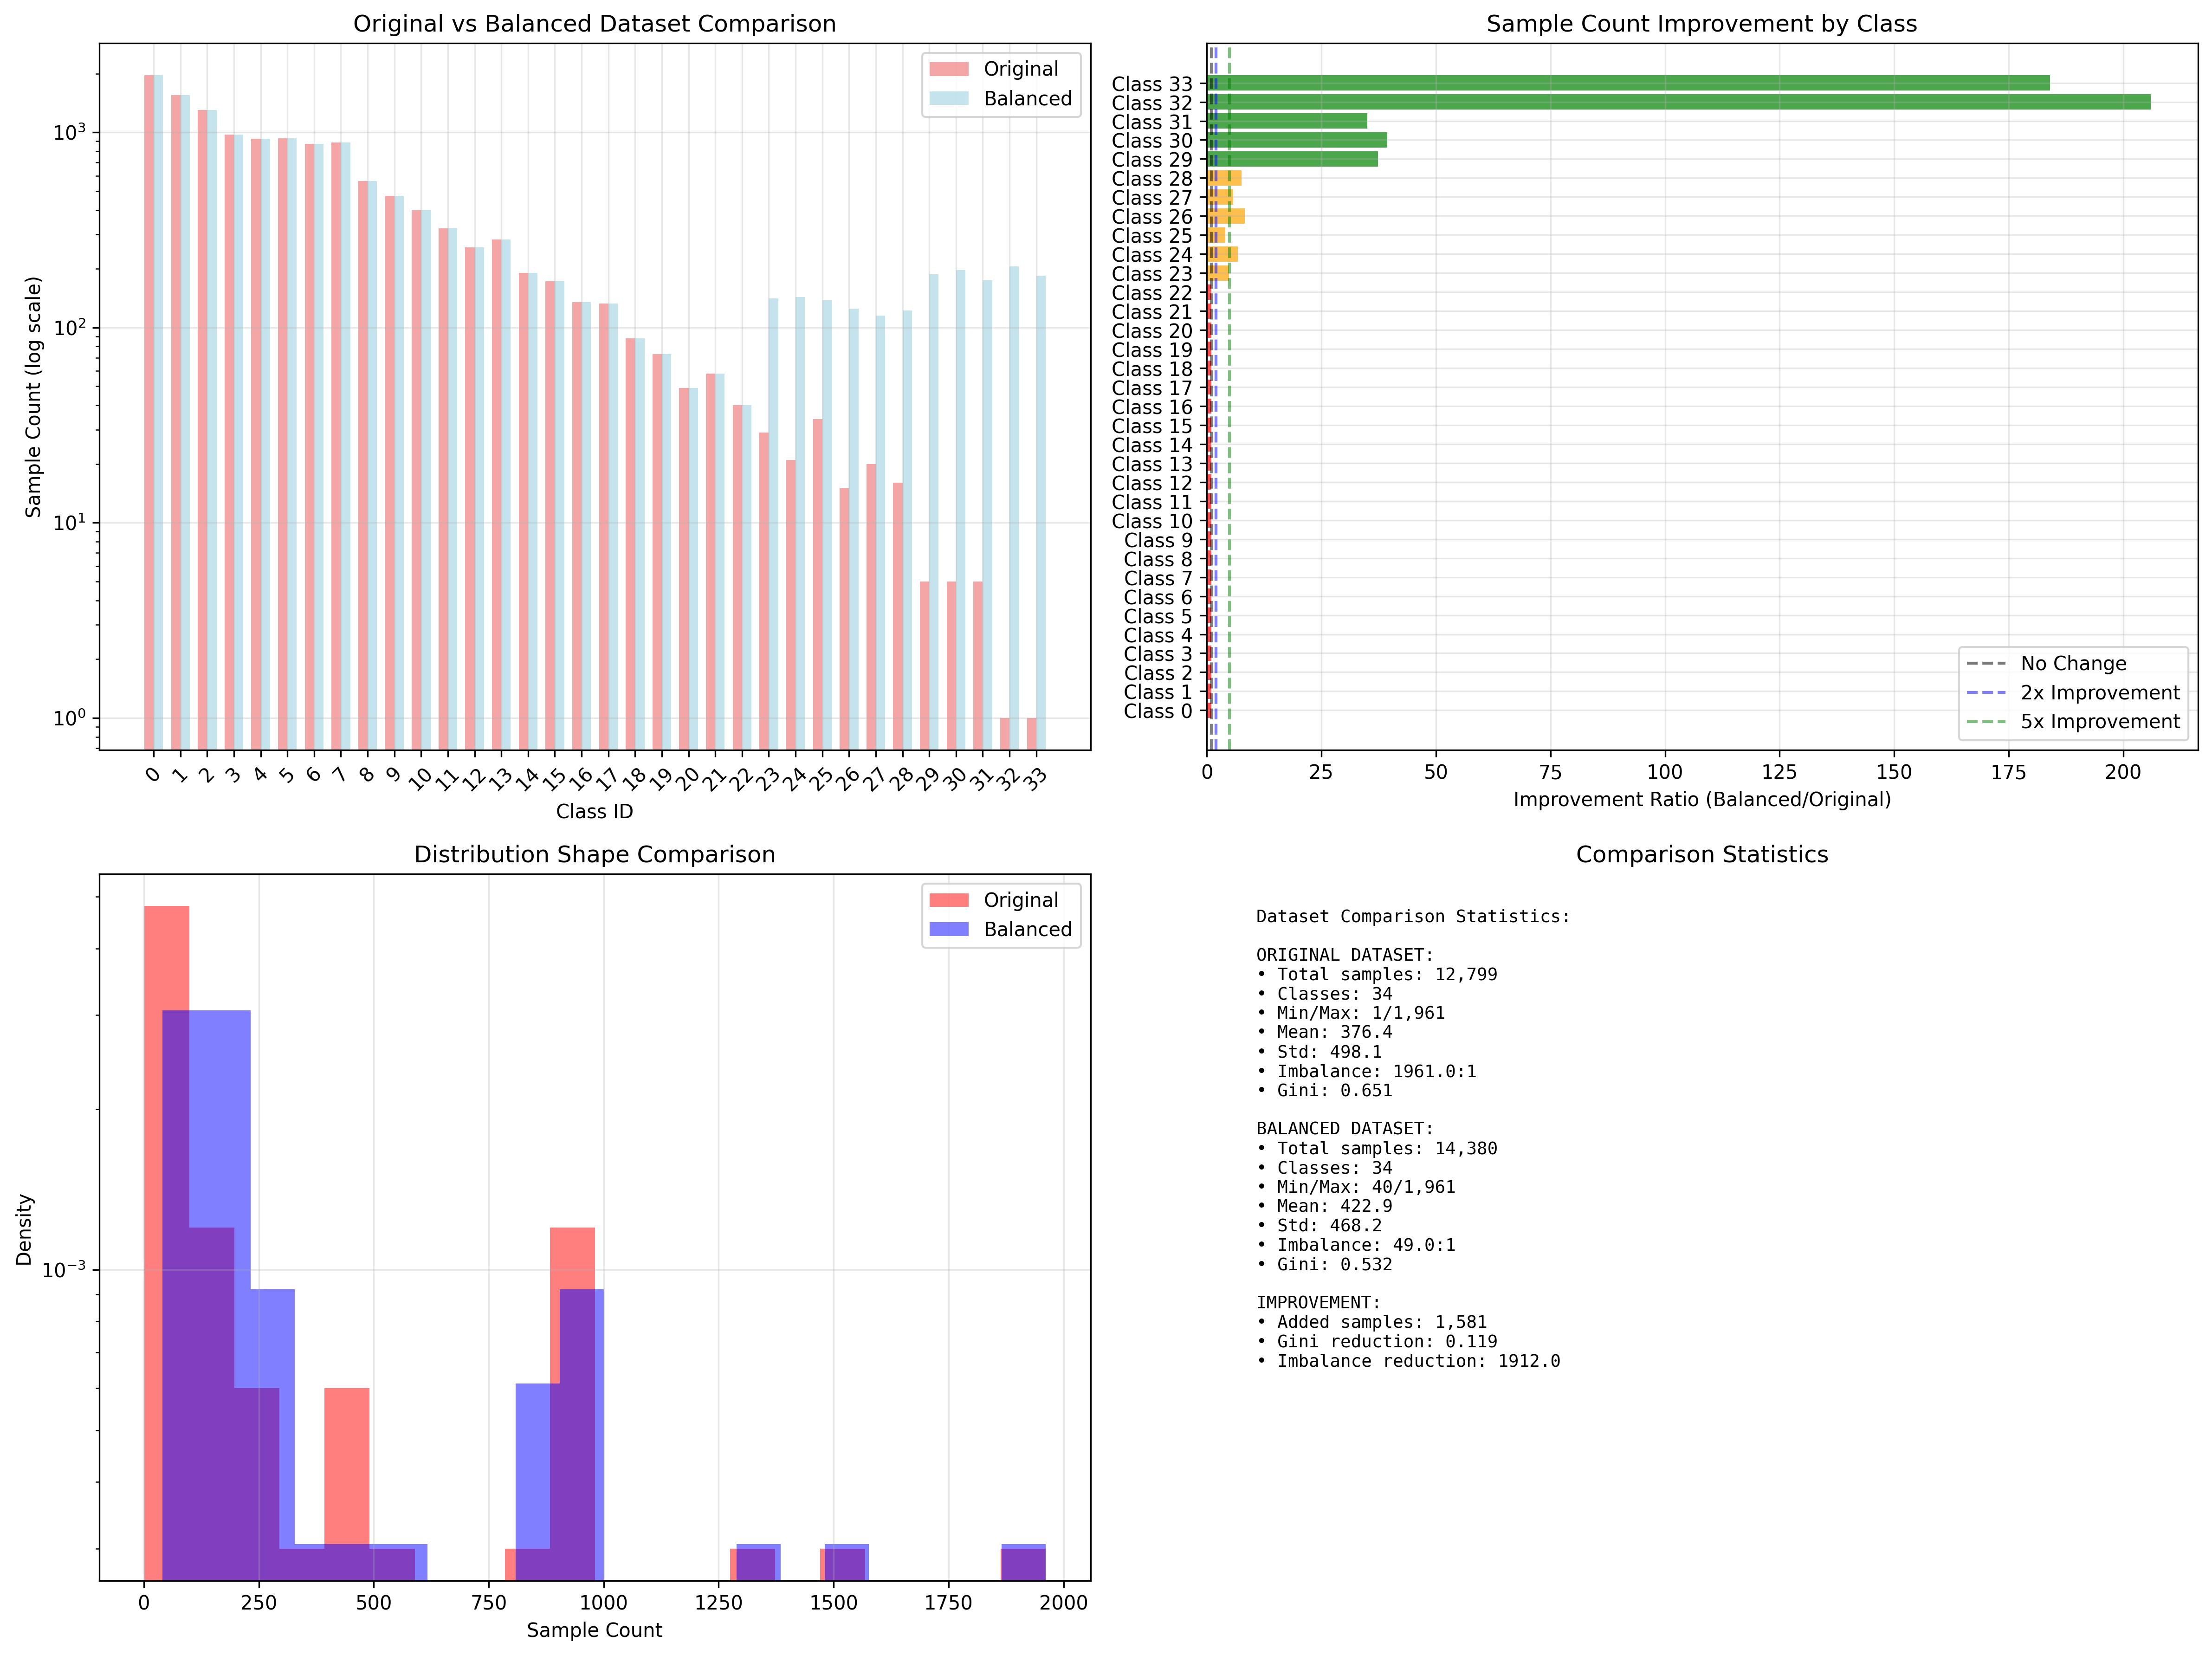 Original vs Balanced Dataset Comparison
Original
Balanced
10³
10²
10¹
10⁰
Sample Count (log scale)
0 1 2 3 4 5 6 7 8 9 10 11 12 13 14 15 16 17 18 19 20 21 22 23 24 25 26 27 28 29 30 31 32 33
Class ID
Sample Count Improvement by Class
Class 33
Class 32
Class 31
Class 30
Class 29
Class 28
Class 27
Class 26
Class 25
Class 24
Class 23
Class 22
Class 21
Class 20
Class 19
Class 18
Class 17
Class 16
Class 15
Class 14
Class 13
Class 12
Class 11
Class 10
Class 9
Class 8
Class 7
Class 6
Class 5
Class 4
Class 3
Class 2
Class 1
Class 0
No Change
2x Improvement
5x Improvement
0 25 50 75 100 125 150 175 200
Improvement Ratio (Balanced/Original)
Distribution Shape Comparison
Original
Balanced
Density
10⁻³
0 250 500 750 1000 1250 1500 1750 2000
Sample Count
Comparison Statistics
Dataset Comparison Statistics:
ORIGINAL DATASET:
• Total samples: 12,799
• Classes: 34
• Min/Max: 1/1,961
• Mean: 376.4
• Std: 498.1
• Imbalance: 1961.0:1
• Gini: 0.651
BALANCED DATASET:
• Total samples: 14,380
• Classes: 34
• Min/Max: 40/1,961
• Mean: 422.9
• Std: 468.2
• Imbalance: 49.0:1
• Gini: 0.532
IMPROVEMENT:
• Added samples: 1,581
• Gini reduction: 0.119
• Imbalance reduction: 1912.0